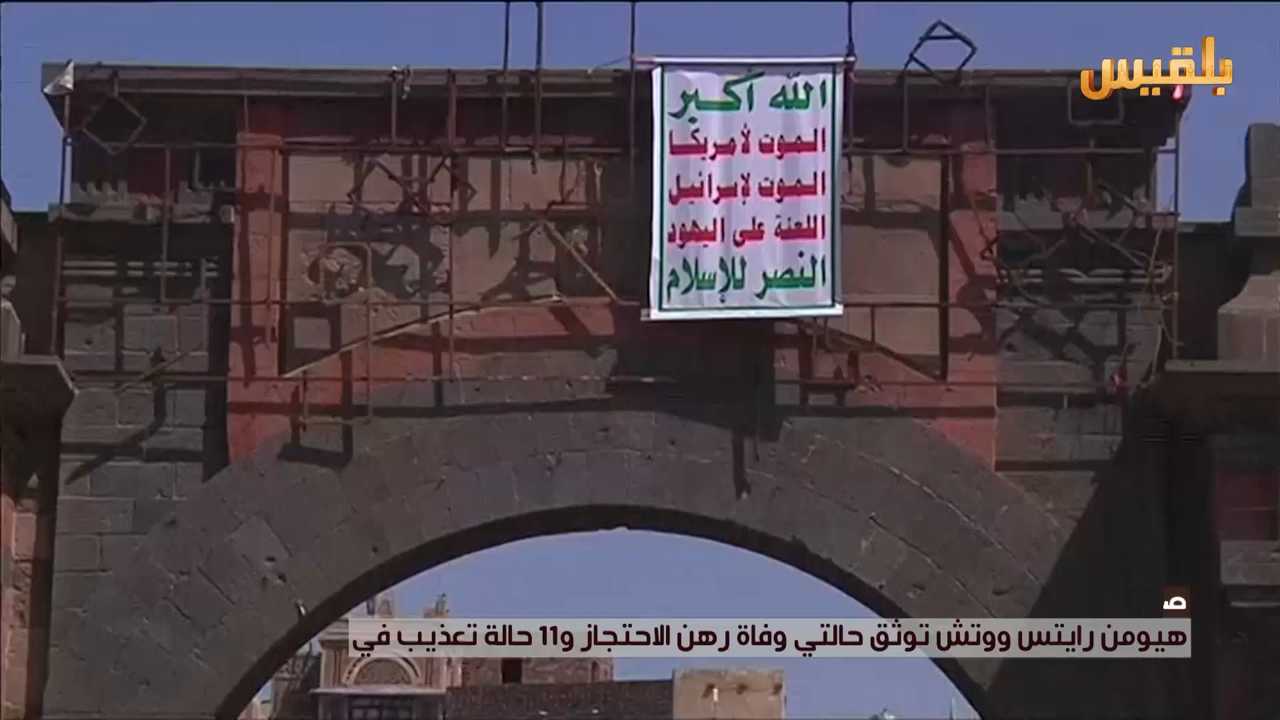 بلقيس
الله أكبر
الموت لأمريكا
الموت لإسرائيل
اللعنة على اليهود
النصر للإسلام
ص
هيومن رايتس ووتش توثق حالتي وفاة رهن الاحتجاز و11 حالة تعذيب في